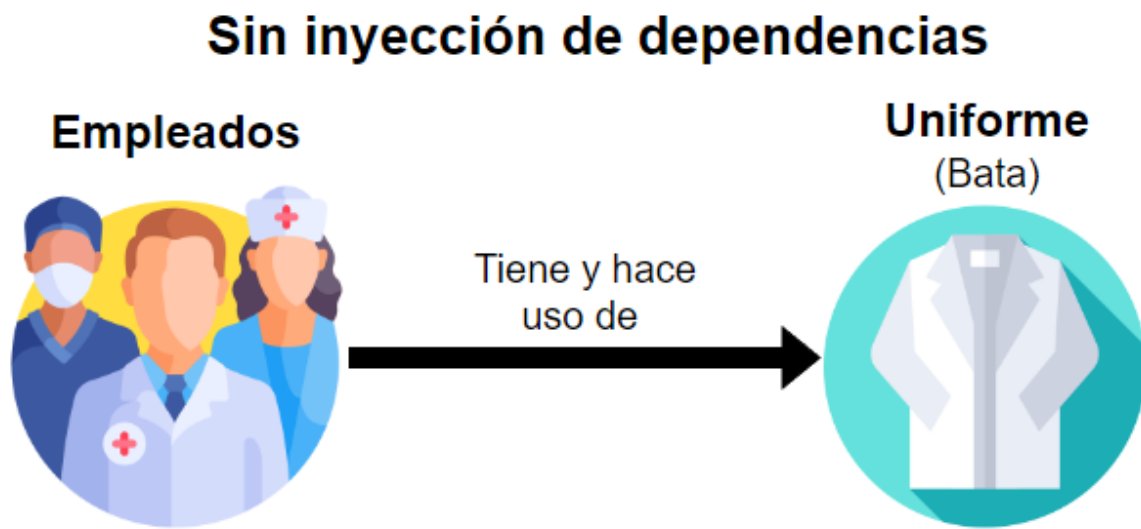 Sin inyección de dependencias
Empleados
Uniforme
(Bata)
Tiene y hace
uso de